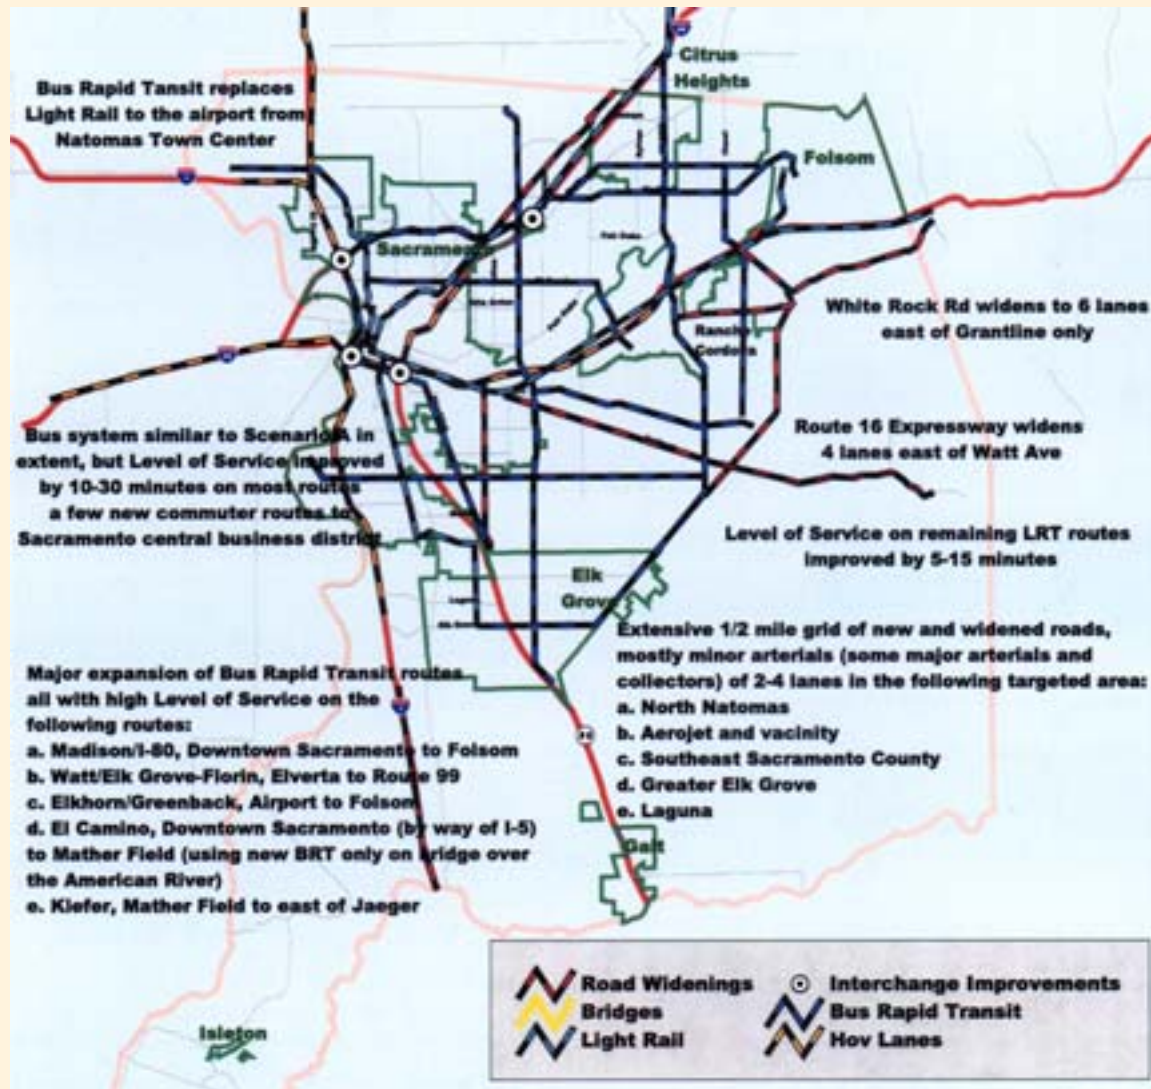 Citrus
Heights
Bus Rapid Tansit replaces
Light Rail to the airport from
Natomas Town Center
Folsom
Sacramento
White Rock Rd widens to 6 lanes
east of Grantline only
Rancho
Cordova
Route 16 Expressway widens
4 lanes east of Watt Ave
Bus system similar to Scenario A in
extent, but Level of Service improved
by 10-30 minutes on most routes
a few new commuter routes to
Sacramento central business district
Level of Service on remaining LRT routes
improved by 5-15 minutes
Elk
Grove
Laguna
Extensive 1/2 mile grid of new and widened roads,
mostly minor arterials (some major arterials and
collectors) of 2-4 lanes in the following targeted area:
a. North Natomas
b. Aerojet and vacinity
c. Southeast Sacramento County
d. Greater Elk Grove
e. Laguna
Major expansion of Bus Rapid Transit routes
all with high Level of Service on the
following routes:
a. Madison/I-80, Downtown Sacramento to Folsom
b. Watt/Elk Grove-Florin, Elverta to Route 99
c. Elkhorn/Greenback, Airport to Folsom
d. El Camino, Downtown Sacramento (by way of I-5)
to Mather Field (using new BRT only on bridge over
the American River)
e. Kiefer, Mather Field to east of Jaeger
Galt
Isleton
Road Widenings
Bridges
Light Rail
Interchange Improvements
Bus Rapid Transit
Hov Lanes